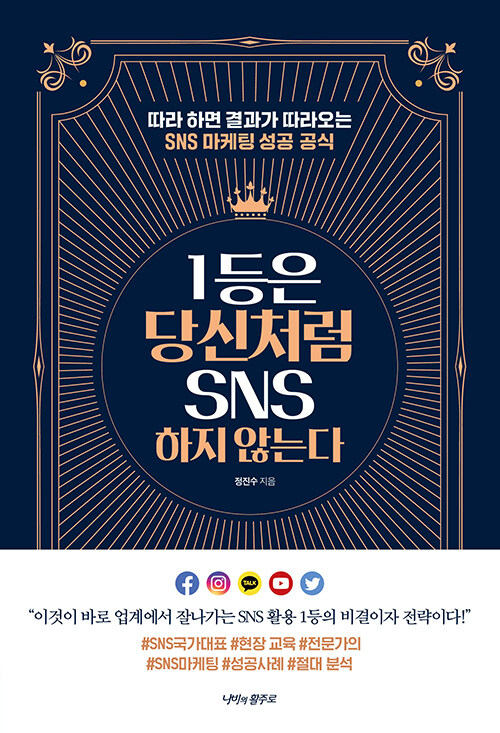 따라 하면 결과가 따라오는
SNS 마케팅 성공 공식
1등은
당신처럼
SNS
하지 않는다
정진수 지음
TALK
“이것이 바로 업계에서 잘나가는 SNS 활용 1등의 비결이자 전략이다!”
#SNS국가대표 #현장 교육 #전문가의
#SNS마케팅 #성공사례 #절대 분석
나비의 활주로